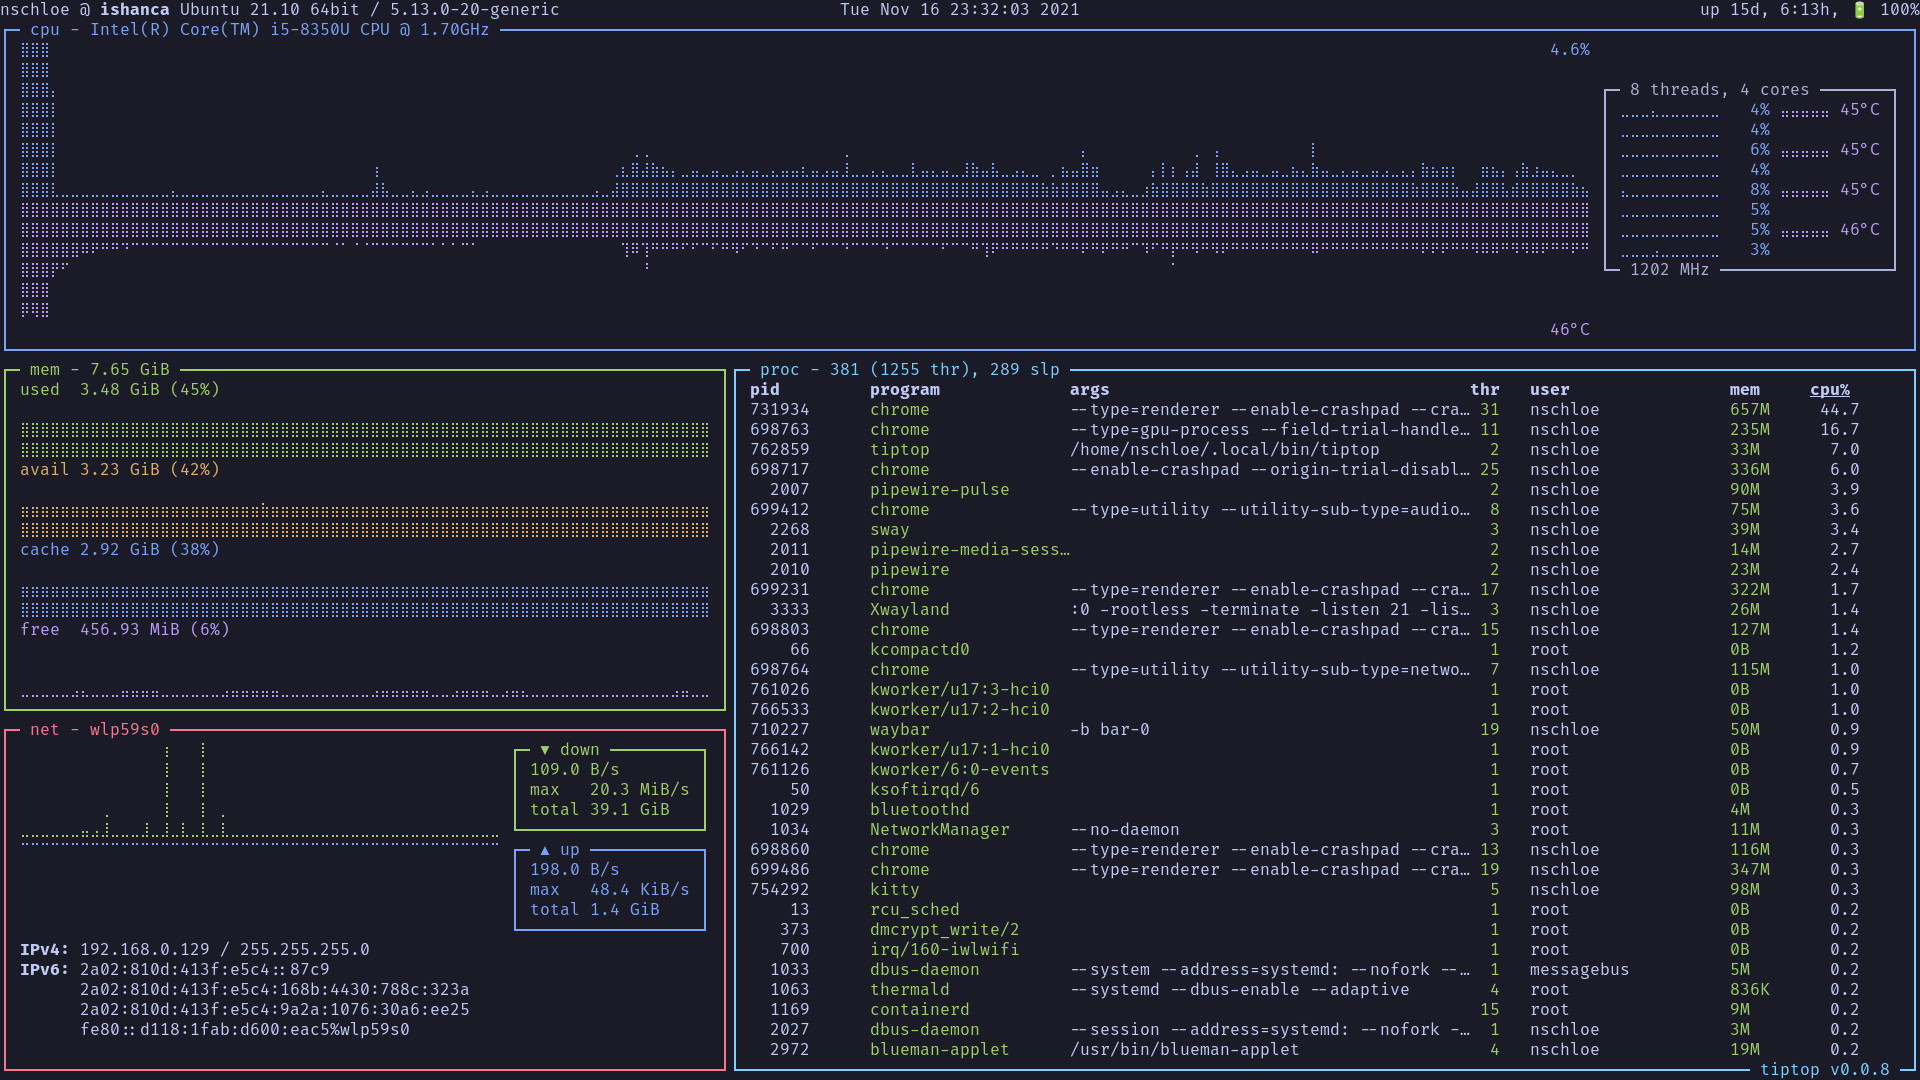 nschloe @ ishanca Ubuntu 21.10 64bit / 5.13.0-20-generic Tue Nov 16 23:32:03 2021 up 15d, 6:13h, 🔋 100%
cpu - Intel(R) Core(TM) i5-8350U CPU @ 1.70GHz
4.6%
8 threads, 4 cores
4% 45°C
4%
6% 45°C
4%
8% 45°C
5%
5% 46°C
3%
1202 MHz
46°C
mem - 7.65 GiB
used 3.48 GiB (45%)
avail 3.23 GiB (42%)
cache 2.92 GiB (38%)
free 456.93 MiB (6%)
net - wlp59s0
▼ down
109.0 B/s
max 20.3 MiB/s
total 39.1 GiB
▲ up
198.0 B/s
max 48.4 KiB/s
total 1.4 GiB
IPv4: 192.168.0.129 / 255.255.255.0
IPv6: 2a02:810d:413f:e5c4::87c9
2a02:810d:413f:e5c4:168b:4430:788c:323a
2a02:810d:413f:e5c4:9a2a:1076:30a6:ee25
fe80::d118:1fab:d600:eac5%wlp59s0
proc - 381 (1255 thr), 289 slp
pid program args thr user mem cpu%
731934 chrome --type=renderer --enable-crashpad --cra… 31 nschloe 657M 44.7
698763 chrome --type=gpu-process --field-trial-handle… 11 nschloe 235M 16.7
762859 tiptop /home/nschloe/.local/bin/tiptop 2 nschloe 33M 7.0
698717 chrome --enable-crashpad --origin-trial-disabl… 25 nschloe 336M 6.0
2007 pipewire-pulse 2 nschloe 90M 3.9
699412 chrome --type=utility --utility-sub-type=audio… 8 nschloe 75M 3.6
2268 sway 3 nschloe 39M 3.4
2011 pipewire-media-sess… 2 nschloe 14M 2.7
2010 pipewire 2 nschloe 23M 2.4
699231 chrome --type=renderer --enable-crashpad --cra… 17 nschloe 322M 1.7
3333 Xwayland :0 -rootless -terminate -listen 21 -lis… 3 nschloe 26M 1.4
698803 chrome --type=renderer --enable-crashpad --cra… 15 nschloe 127M 1.4
66 kcompactd0 1 root 0B 1.2
698764 chrome --type=utility --utility-sub-type=netwo… 7 nschloe 115M 1.0
761026 kworker/u17:3-hci0 1 root 0B 1.0
766533 kworker/u17:2-hci0 1 root 0B 1.0
710227 waybar -b bar-0 19 nschloe 50M 0.9
766142 kworker/u17:1-hci0 1 root 0B 0.9
761126 kworker/6:0-events 1 root 0B 0.7
50 ksoftirqd/6 1 root 0B 0.5
1029 bluetoothd 1 root 4M 0.3
1034 NetworkManager --no-daemon 3 root 11M 0.3
698860 chrome --type=renderer --enable-crashpad --cra… 13 nschloe 116M 0.3
699486 chrome --type=renderer --enable-crashpad --cra… 19 nschloe 347M 0.3
754292 kitty 5 nschloe 98M 0.3
13 rcu_sched 1 root 0B 0.2
373 dmcrypt_write/2 1 root 0B 0.2
700 irq/160-iwlwifi 1 root 0B 0.2
1033 dbus-daemon --system --address=systemd: --nofork --… 1 messagebus 5M 0.2
1063 thermald --systemd --dbus-enable --adaptive 4 root 836K 0.2
1169 containerd 15 root 9M 0.2
2027 dbus-daemon --session --address=systemd: --nofork -… 1 nschloe 3M 0.2
2972 blueman-applet /usr/bin/blueman-applet 4 nschloe 19M 0.2
tiptop v0.0.8